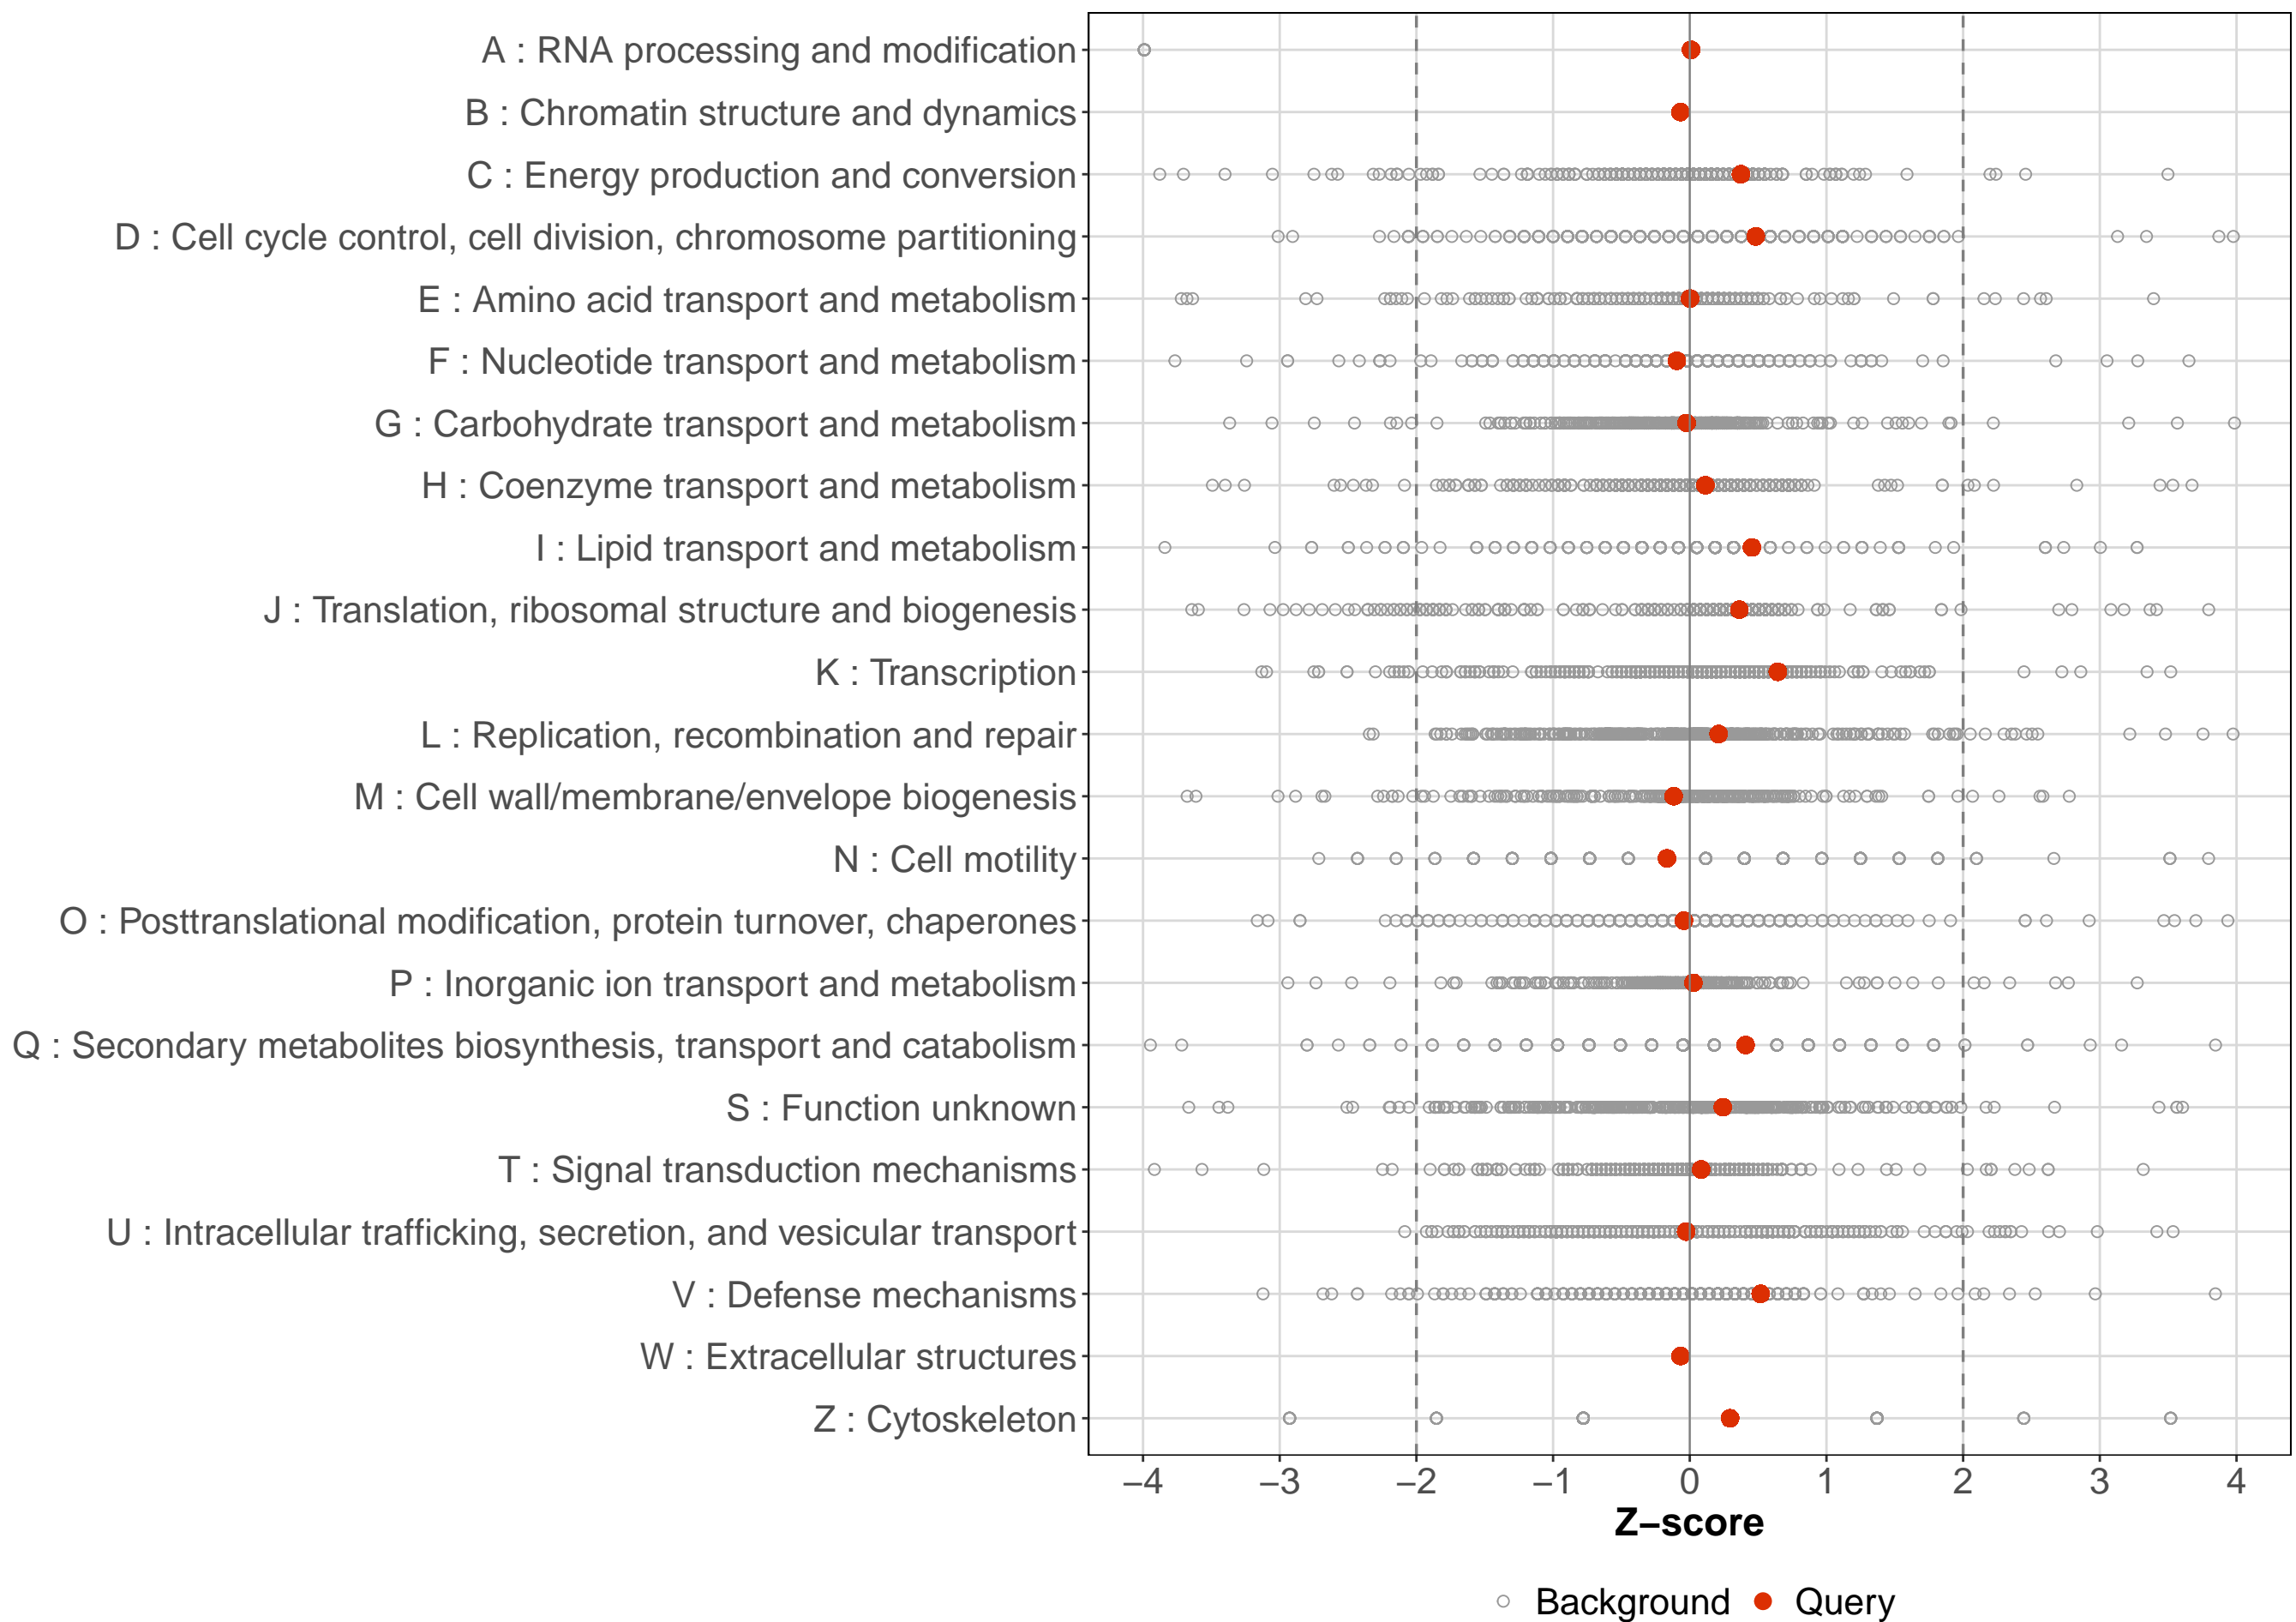 A : RNA processing and modification
B : Chromatin structure and dynamics
C : Energy production and conversion
D : Cell cycle control, cell division, chromosome partitioning
E : Amino acid transport and metabolism
F : Nucleotide transport and metabolism
G : Carbohydrate transport and metabolism
H : Coenzyme transport and metabolism
I : Lipid transport and metabolism
J : Translation, ribosomal structure and biogenesis
K : Transcription
L : Replication, recombination and repair
M : Cell wall/membrane/envelope biogenesis
N : Cell motility
O : Posttranslational modification, protein turnover, chaperones
P : Inorganic ion transport and metabolism
Q : Secondary metabolites biosynthesis, transport and catabolism
S : Function unknown
T : Signal transduction mechanisms
U : Intracellular trafficking, secretion, and vesicular transport
V : Defense mechanisms
W : Extracellular structures
Z : Cytoskeleton
−4 −3 −2 −1 0 1 2 3 4
Z−score
Background Query